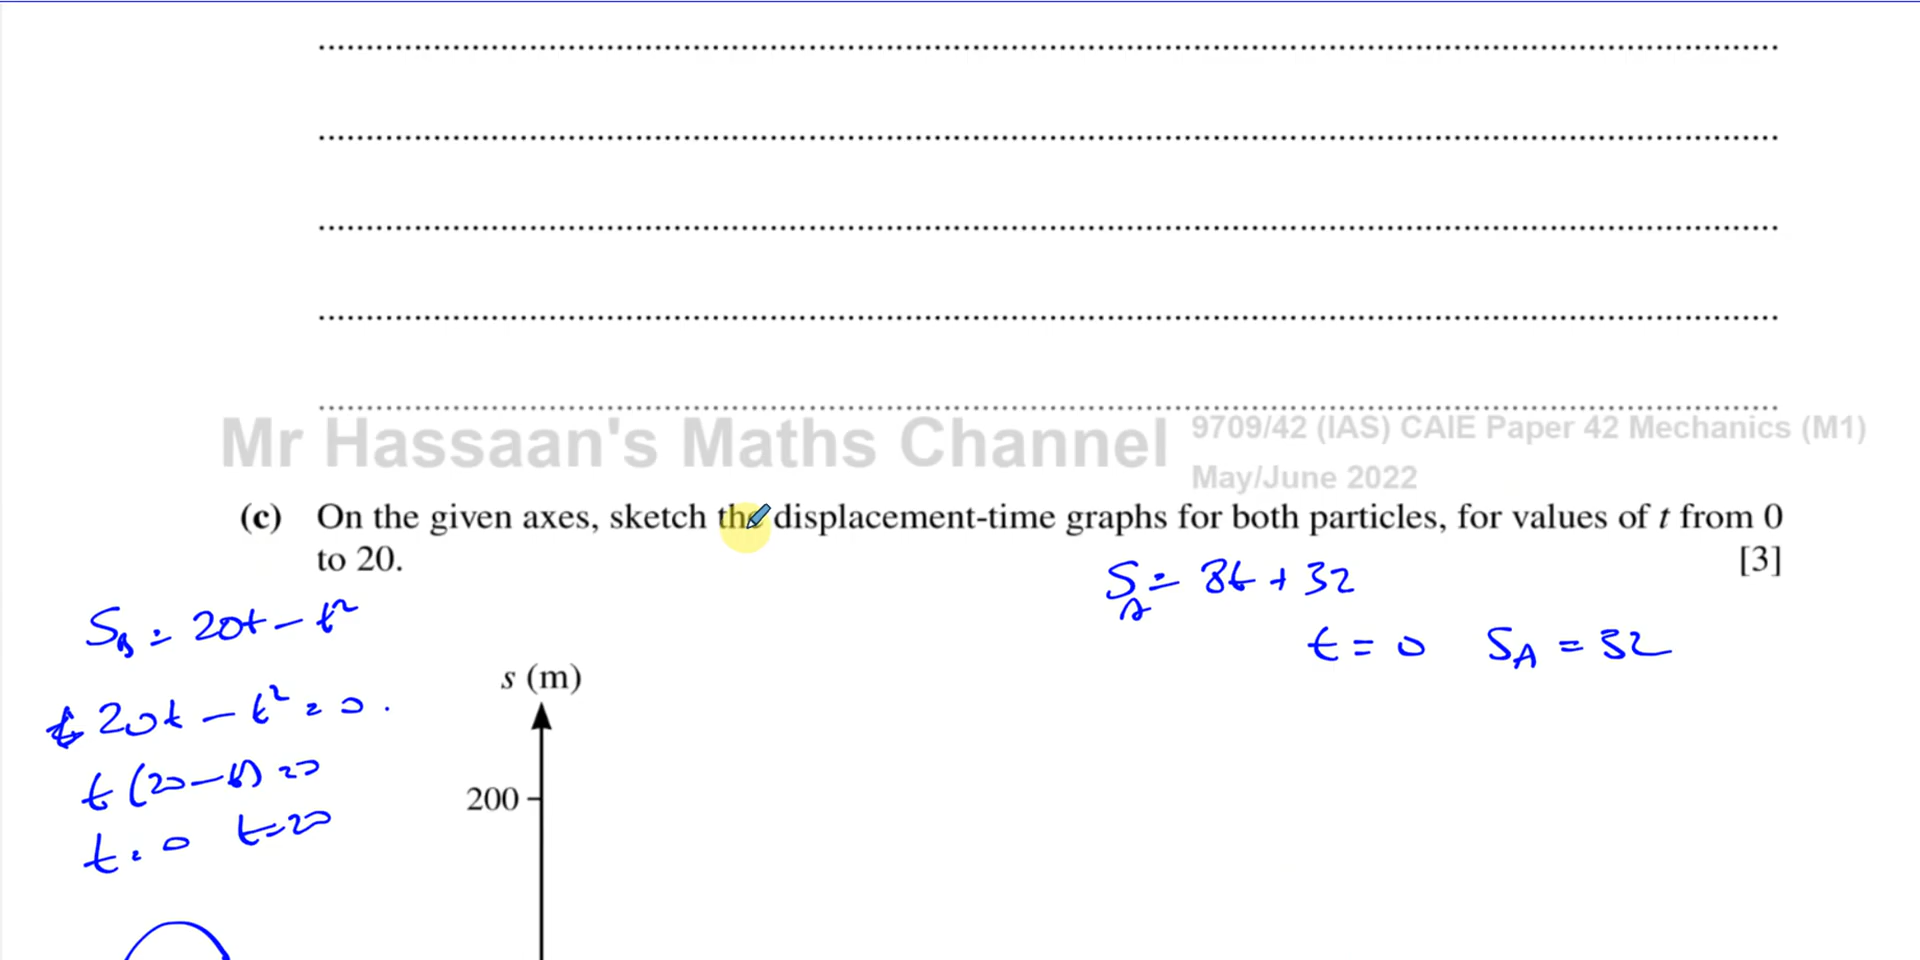 Mr Hassaan's Maths Channel 9709/42 (IAS) CAIE Paper 42 Mechanics (M1)
May/June 2022
(c) On the given axes, sketch the displacement-time graphs for both particles, for values of t from 0
to 20. [3]
S_A = 8t + 32
S_B = 20t - t²
t = 0 S_A = 32
s (m)
20t - t² = 0.
t (20 - t) = 0
200
t = 0 t = 20